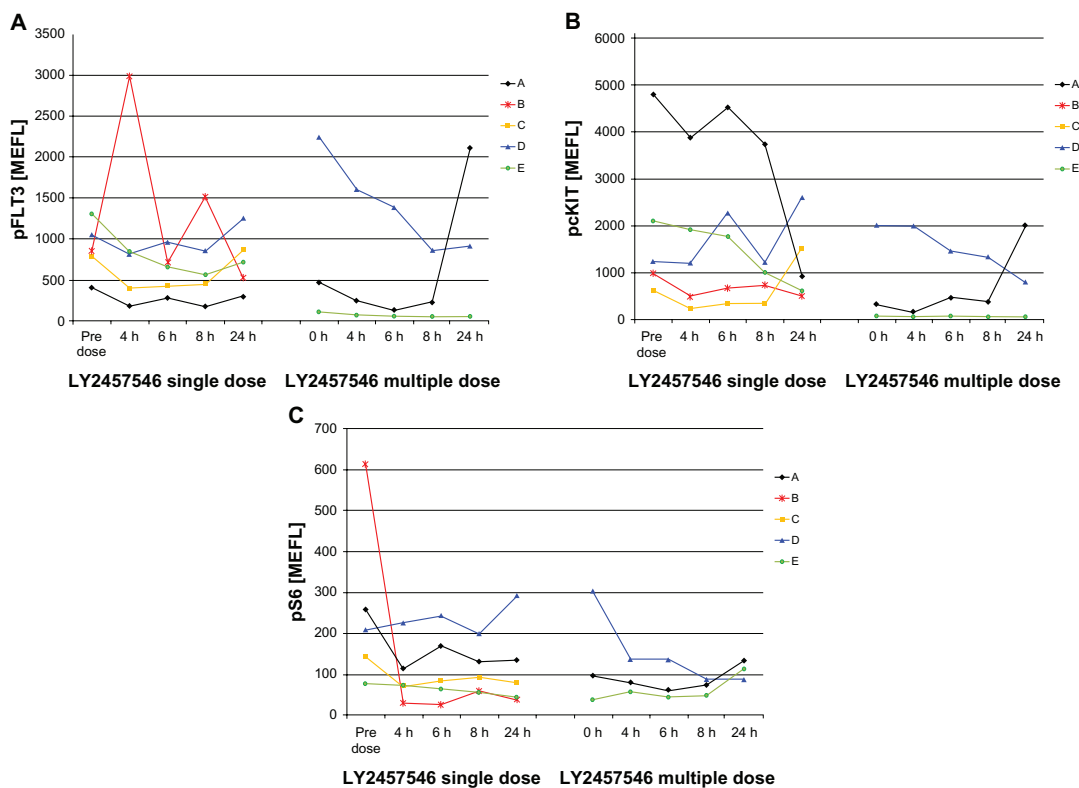 A
pFLT3 [MEFL]
3500
3000
2500
2000
1500
1000
500
0
Pre dose 4 h 6 h 8 h 24 h 0 h 4 h 6 h 8 h 24 h
LY2457546 single dose LY2457546 multiple dose
A
B
C
D
E
B
pcKIT [MEFL]
6000
5000
4000
3000
2000
1000
0
Pre dose 4 h 6 h 8 h 24 h 0 h 4 h 6 h 8 h 24 h
LY2457546 single dose LY2457546 multiple dose
A
B
C
D
E
C
pS6 [MEFL]
700
600
500
400
300
200
100
0
Pre dose 4 h 6 h 8 h 24 h 0 h 4 h 6 h 8 h 24 h
LY2457546 single dose LY2457546 multiple dose
A
B
C
D
E